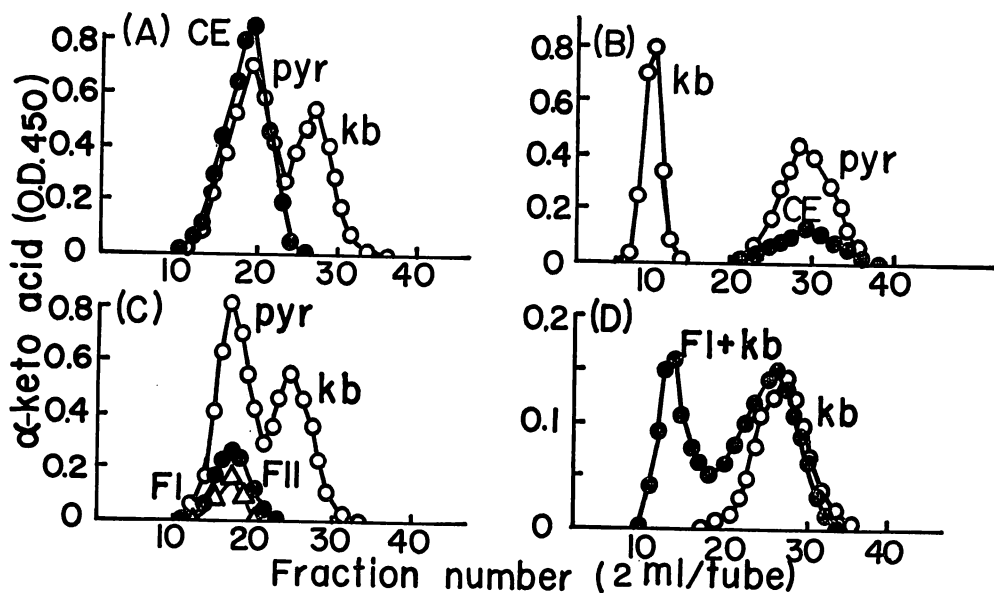 α-keto acid (O.D. 450)
(A) CE
pyr
kb
0.8
0.6
0.4
0.2
0
10 20 30 40
(B)
kb
pyr
CE
0.8
0.6
0.4
0.2
0
10 20 30 40
(C)
pyr
kb
FI
FII
0.8
0.6
0.4
0.2
0
10 20 30 40
(D)
FI+kb
kb
0.2
0.1
0
10 20 30 40
Fraction number (2 ml/tube)